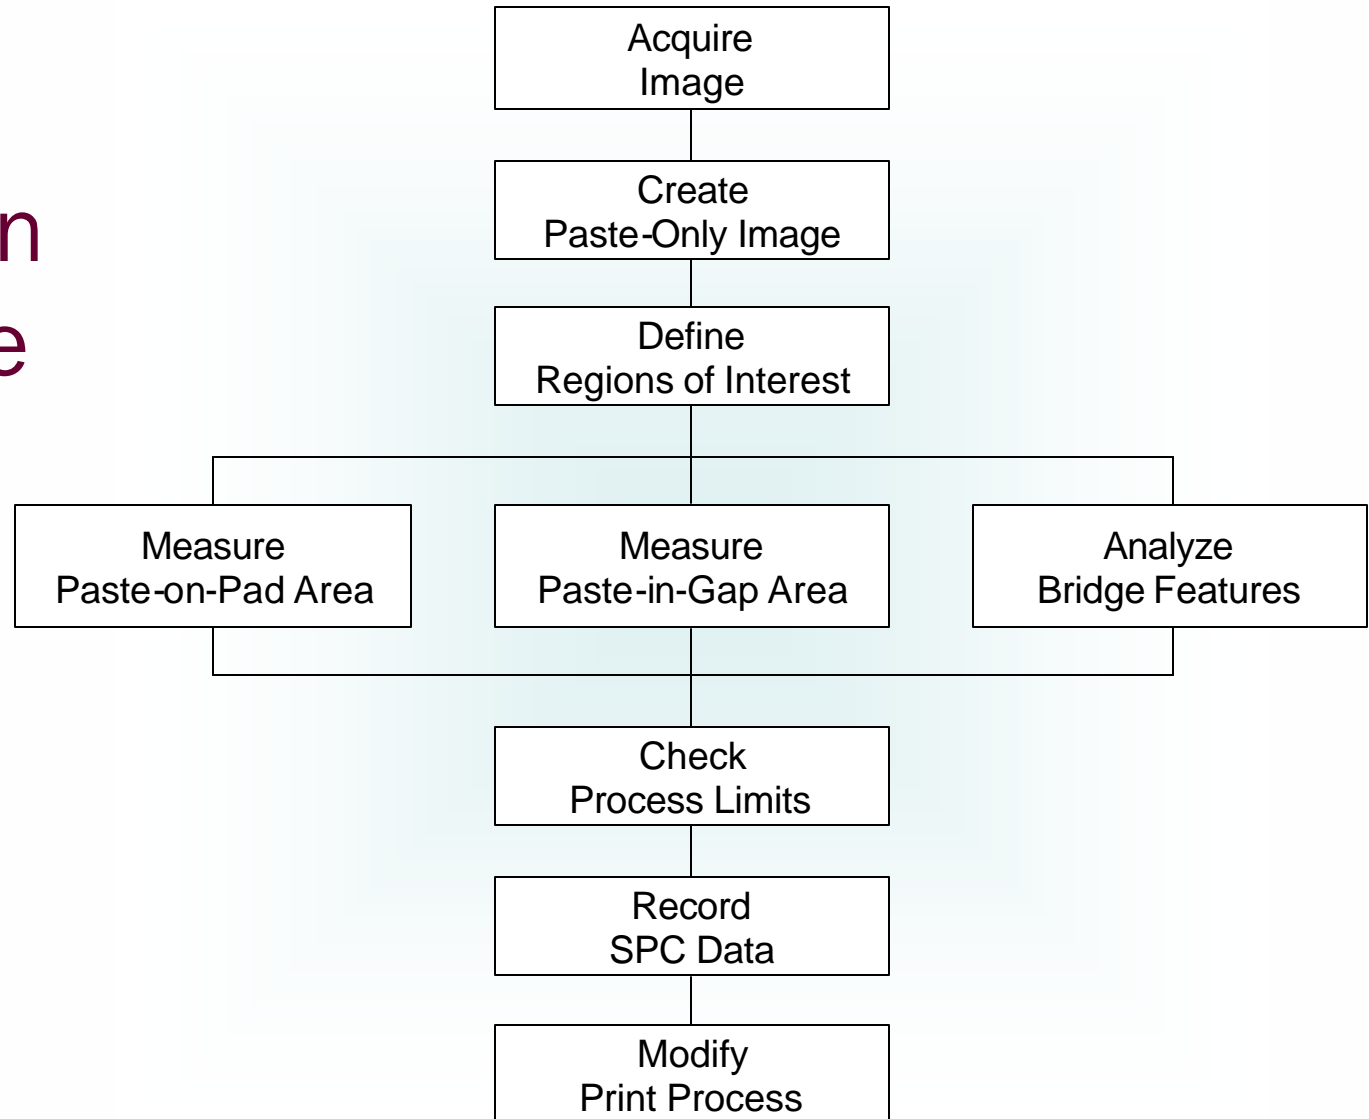 Acquire
Image
Create
Paste-Only Image
Define
Regions of Interest
Measure
Paste-on-Pad Area
Measure
Paste-in-Gap Area
Analyze
Bridge Features
Check
Process Limits
Record
SPC Data
Modify
Print Process